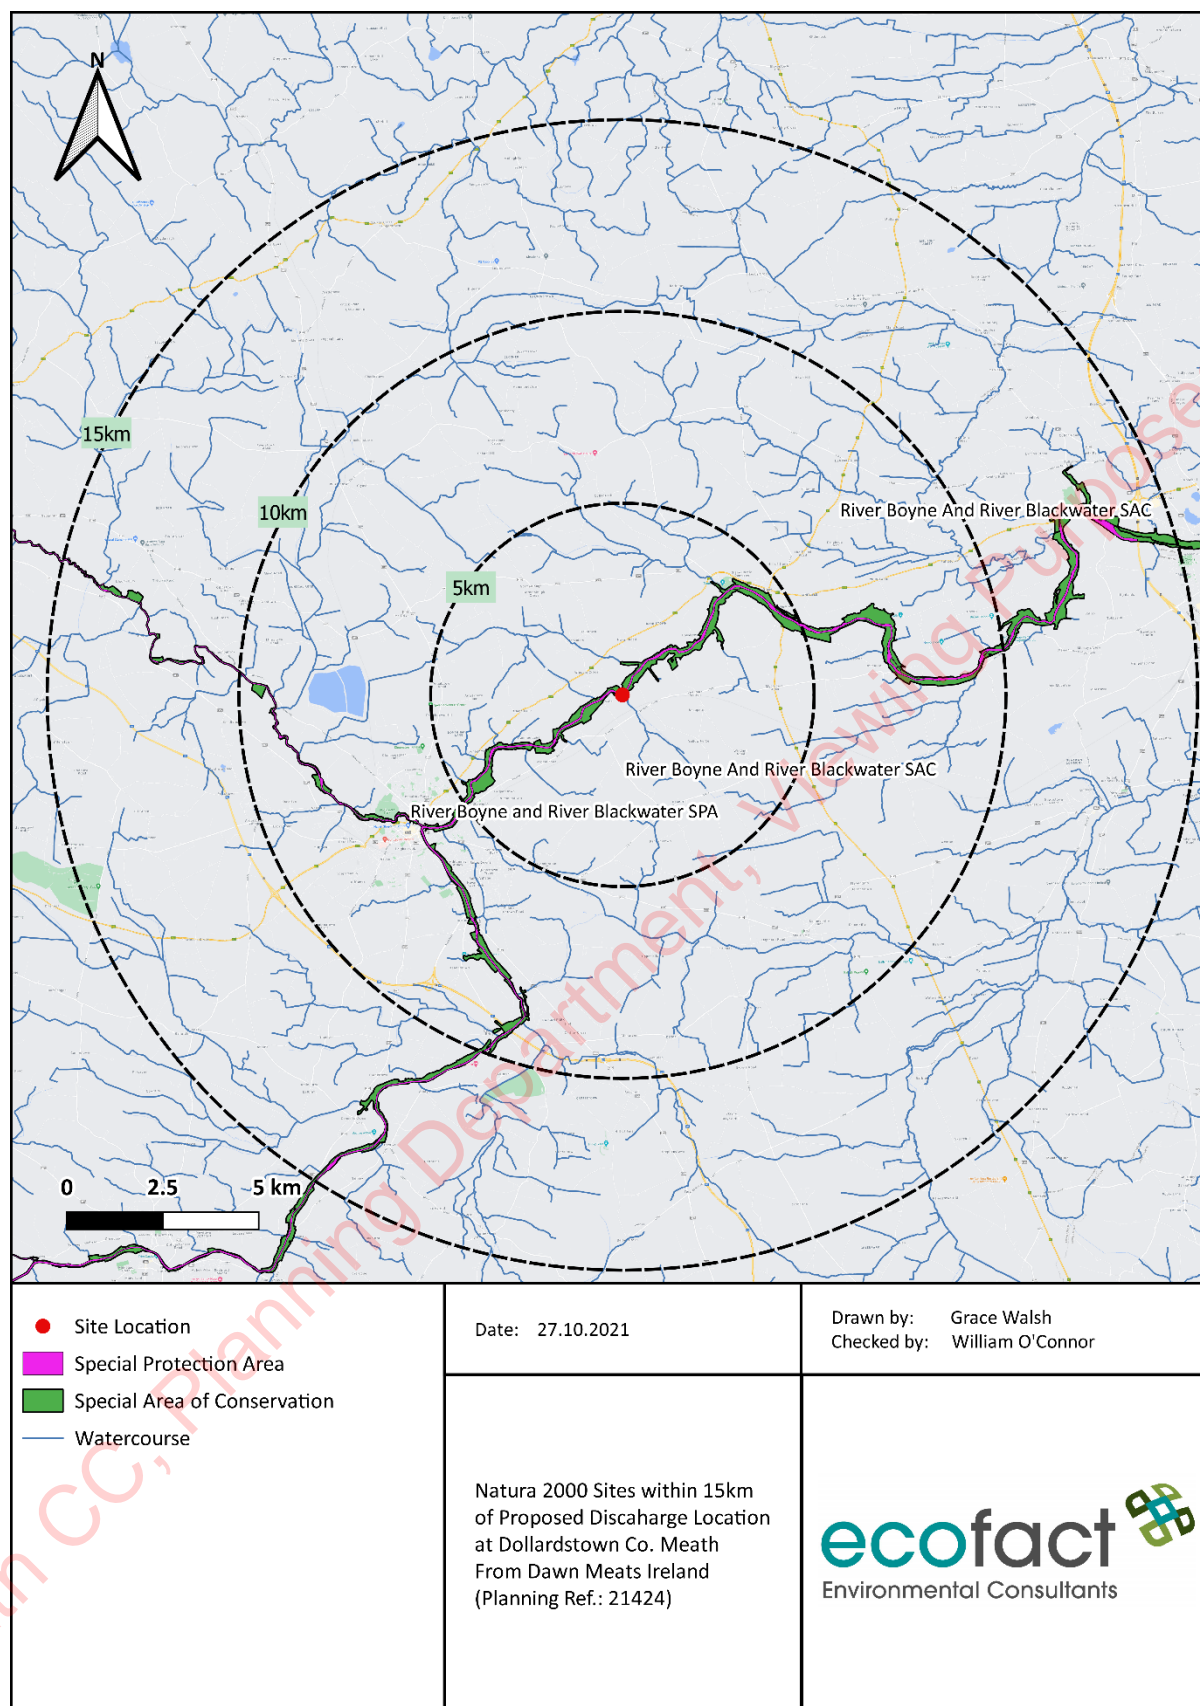 N
15km
10km
5km
River Boyne And River Blackwater SAC
River Boyne And River Blackwater SAC
River Boyne and River Blackwater SPA
0 2.5 5 km
Site Location
Special Protection Area
Special Area of Conservation
Watercourse
Date: 27.10.2021
Drawn by: Grace Walsh
Checked by: William O'Connor
Natura 2000 Sites within 15km
of Proposed Discaharge Location
at Dollardstown Co. Meath
From Dawn Meats Ireland
(Planning Ref.: 21424)
ecofact
Environmental Consultants
CC, Planning Department, Viewing Purpose